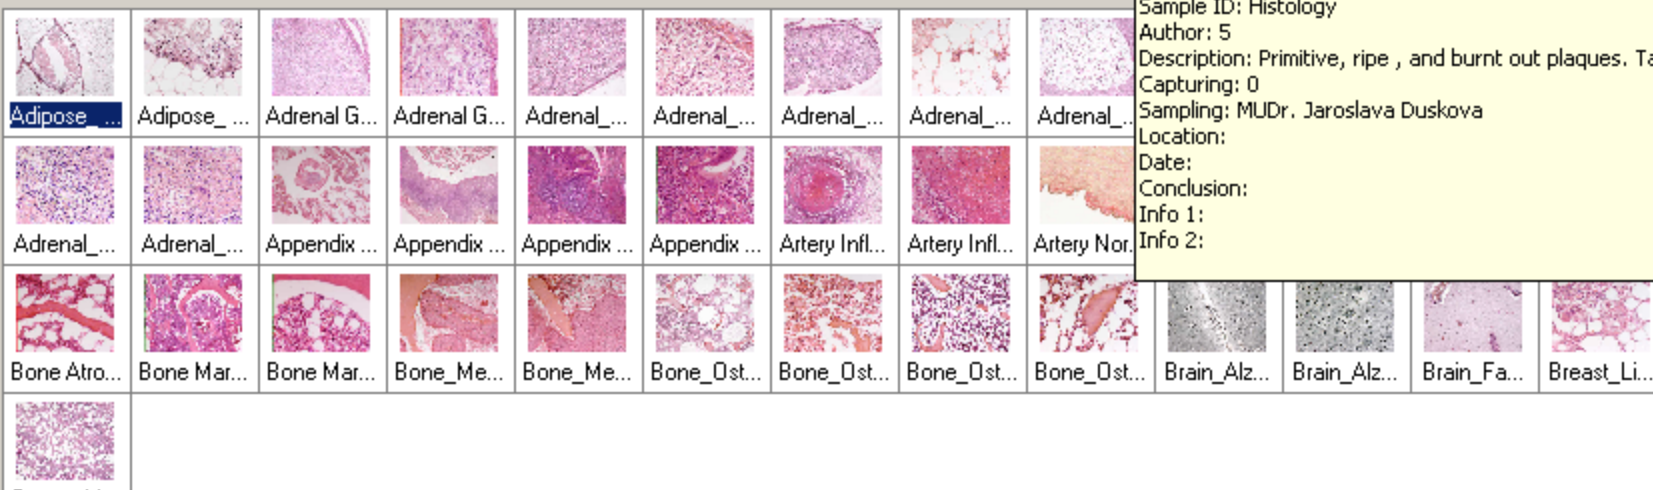 Sample ID: Histology
Author: 5
Description: Primitive, ripe , and burnt out plaques. Ta
Capturing: 0
Sampling: MUDr. Jaroslava Duskova
Location:
Date:
Conclusion:
Info 1:
Info 2:
Adipose_ ... Adipose_ ... Adrenal G... Adrenal G... Adrenal_... Adrenal_... Adrenal_... Adrenal_... Adrenal_..
Adrenal_... Adrenal_... Appendix ... Appendix ... Appendix ... Appendix ... Artery Infl... Artery Infl... Artery Nor.
Bone Atro... Bone Mar... Bone Mar... Bone_Me... Bone_Me... Bone_Ost... Bone_Ost... Bone_Ost... Bone_Ost... Brain_Alz... Brain_Alz... Brain_Fa... Breast_Li...